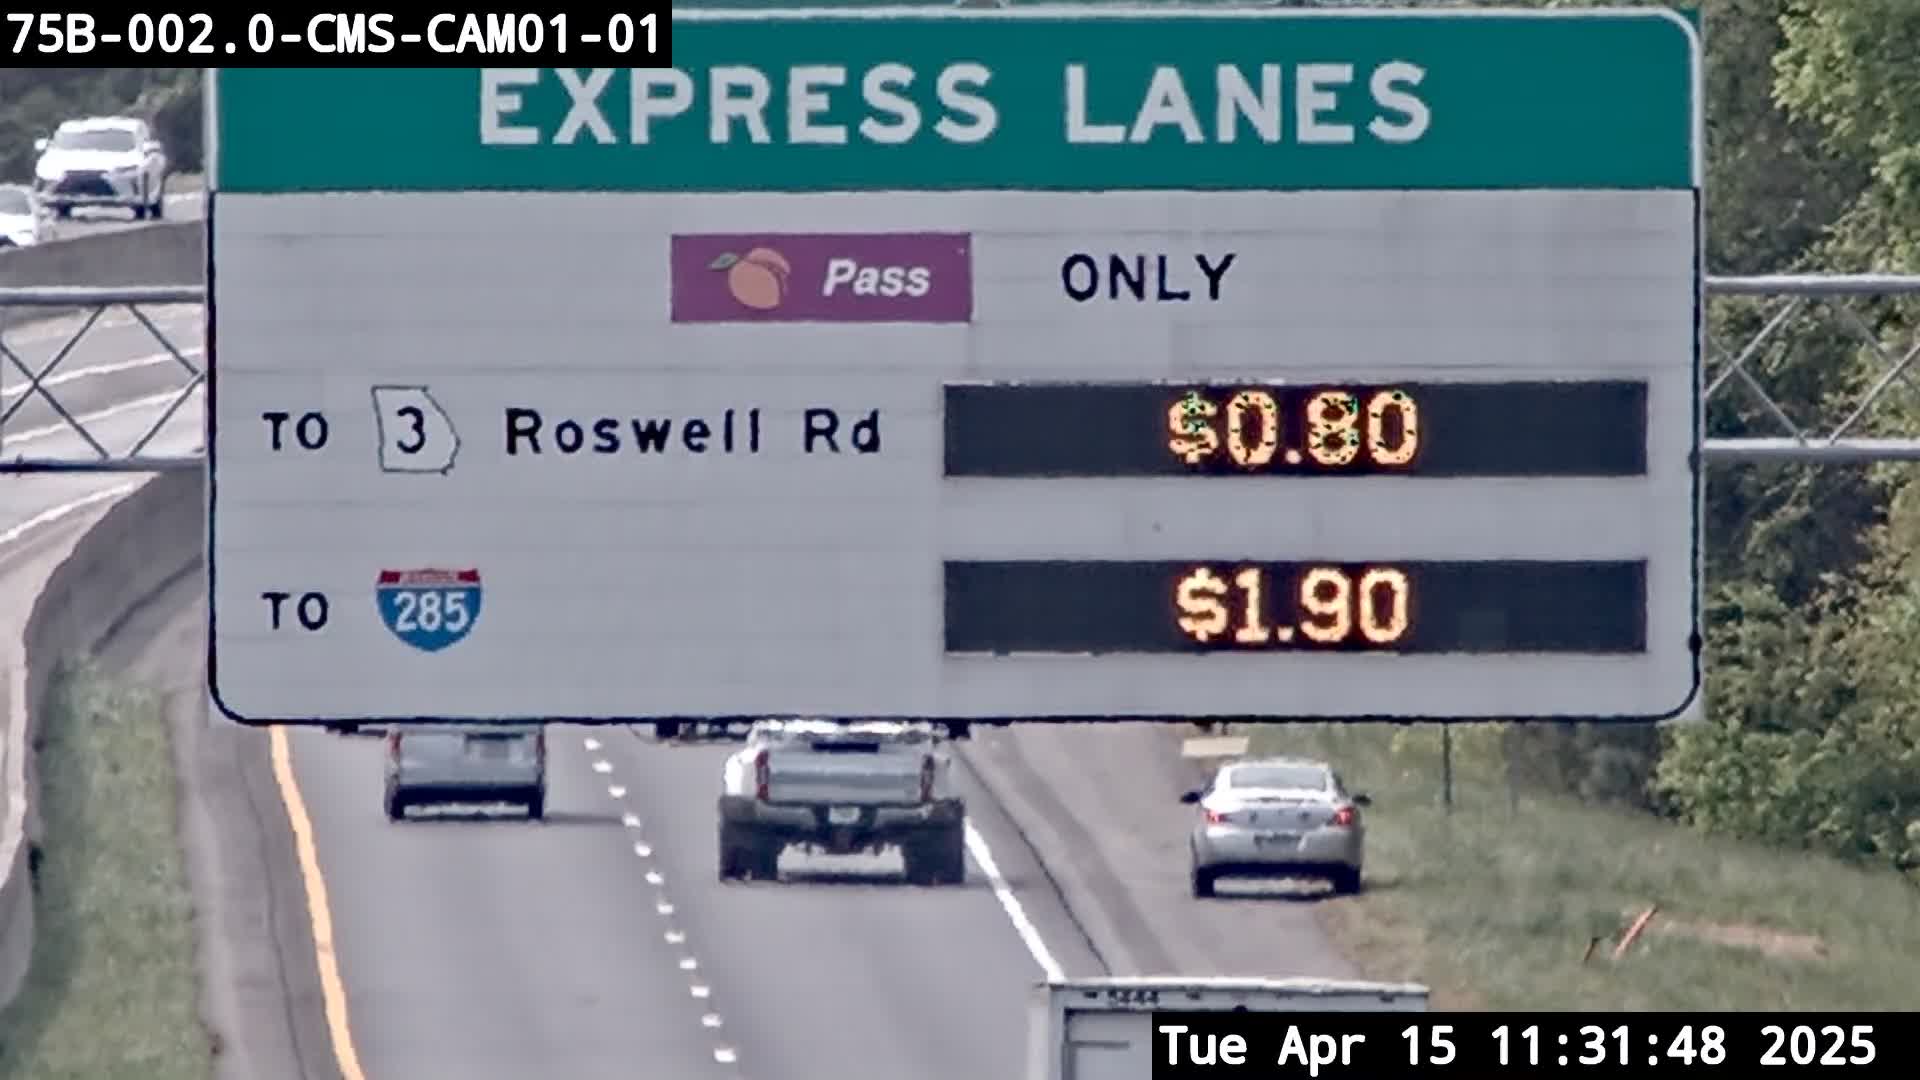 75B-002.0-CMS-CAM01-01
EXPRESS LANES
Pass ONLY
TO 3 Roswell Rd $0.80
TO 285 $1.90
5444
Tue Apr 15 11:31:48 2025